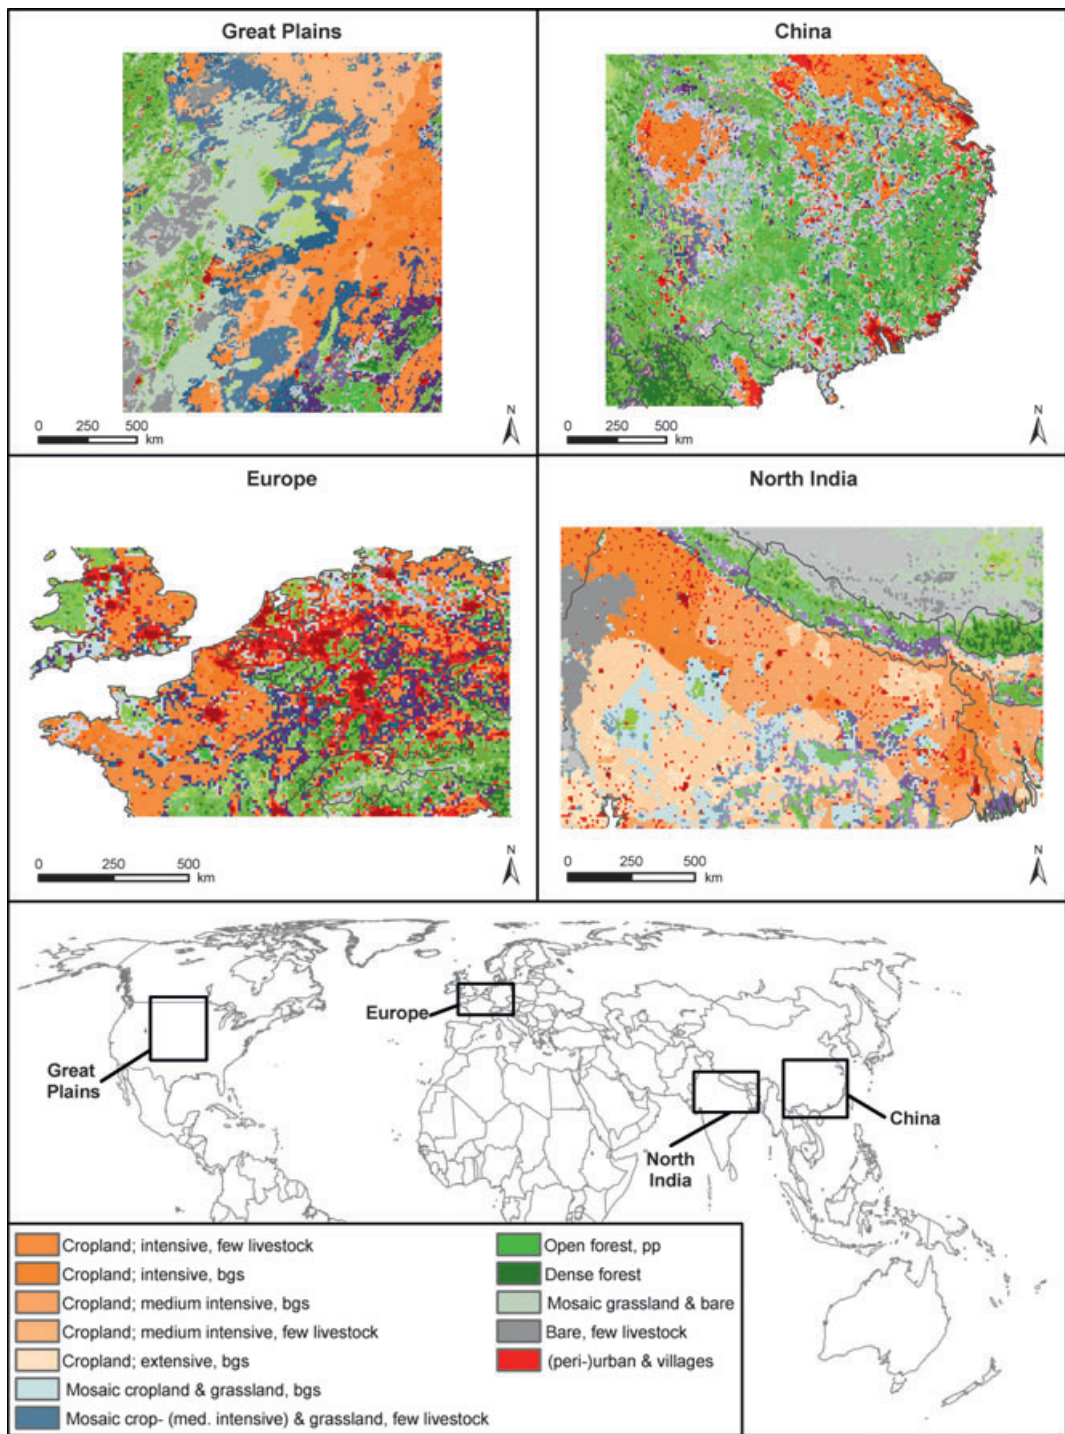 Great Plains
China
N
0 250 500
km
N
0 250 500
km
Europe
North India
N
0 250 500
km
N
0 250 500
km
Europe
Great
Plains
North
India
China
Cropland; intensive, few livestock
Cropland; intensive, bgs
Cropland; medium intensive, bgs
Cropland; medium intensive, few livestock
Cropland; extensive, bgs
Mosaic cropland & grassland, bgs
Mosaic crop- (med. intensive) & grassland, few livestock
Open forest, pp
Dense forest
Mosaic grassland & bare
Bare, few livestock
(peri-)urban & villages